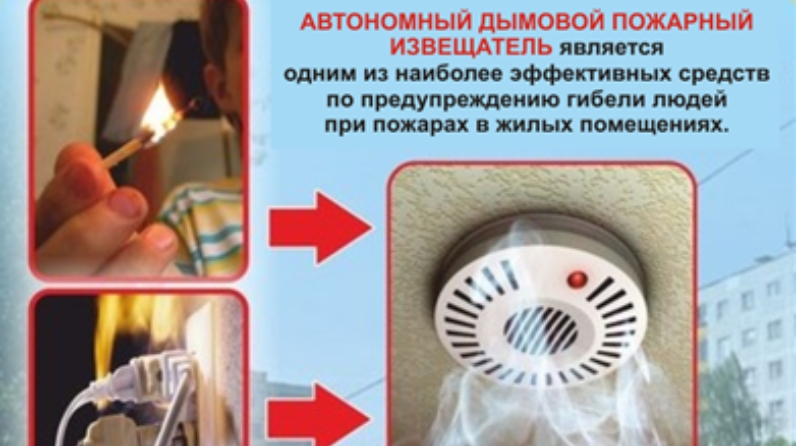 АВТОНОМНЫЙ ДЫМОВОЙ ПОЖАРНЫЙ
ИЗВЕЩАТЕЛЬ является
одним из наиболее эффективных средств
по предупреждению гибели людей
при пожарах в жилых помещениях.